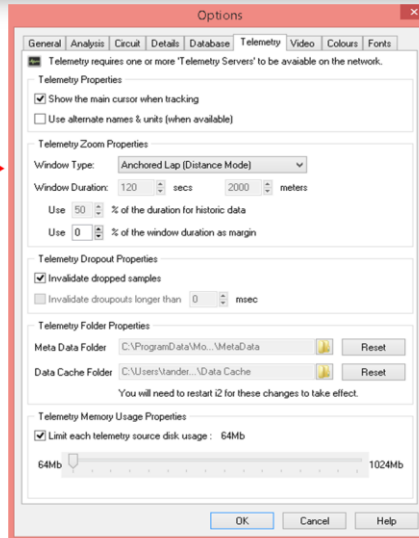 Options
General Analysis Circuit Details Database Telemetry Video Colours Fonts
Telemetry requires one or more 'Telemetry Servers' to be avaiable on the network.
Telemetry Properties
Show the main cursor when tracking
Use alternate names & units (when available)
Telemetry Zoom Properties
Window Type: Anchored Lap (Distance Mode)
Window Duration: 120 secs 2000 meters
Use 50 % of the duration for historic data
Use 0 % of the window duration as margin
Telemetry Dropout Properties
Invalidate dropped samples
Invalidate droupouts longer than 0 msec
Telemetry Folder Properties
Meta Data Folder C:\ProgramData\Mo...\MetaData Reset
Data Cache Folder C:\Users\tander...\Data Cache Reset
You will need to restart i2 for these changes to take effect.
Telemetry Memory Usage Properties
Limit each telemetry source disk usage : 64Mb
64Mb 1024Mb
OK Cancel Help